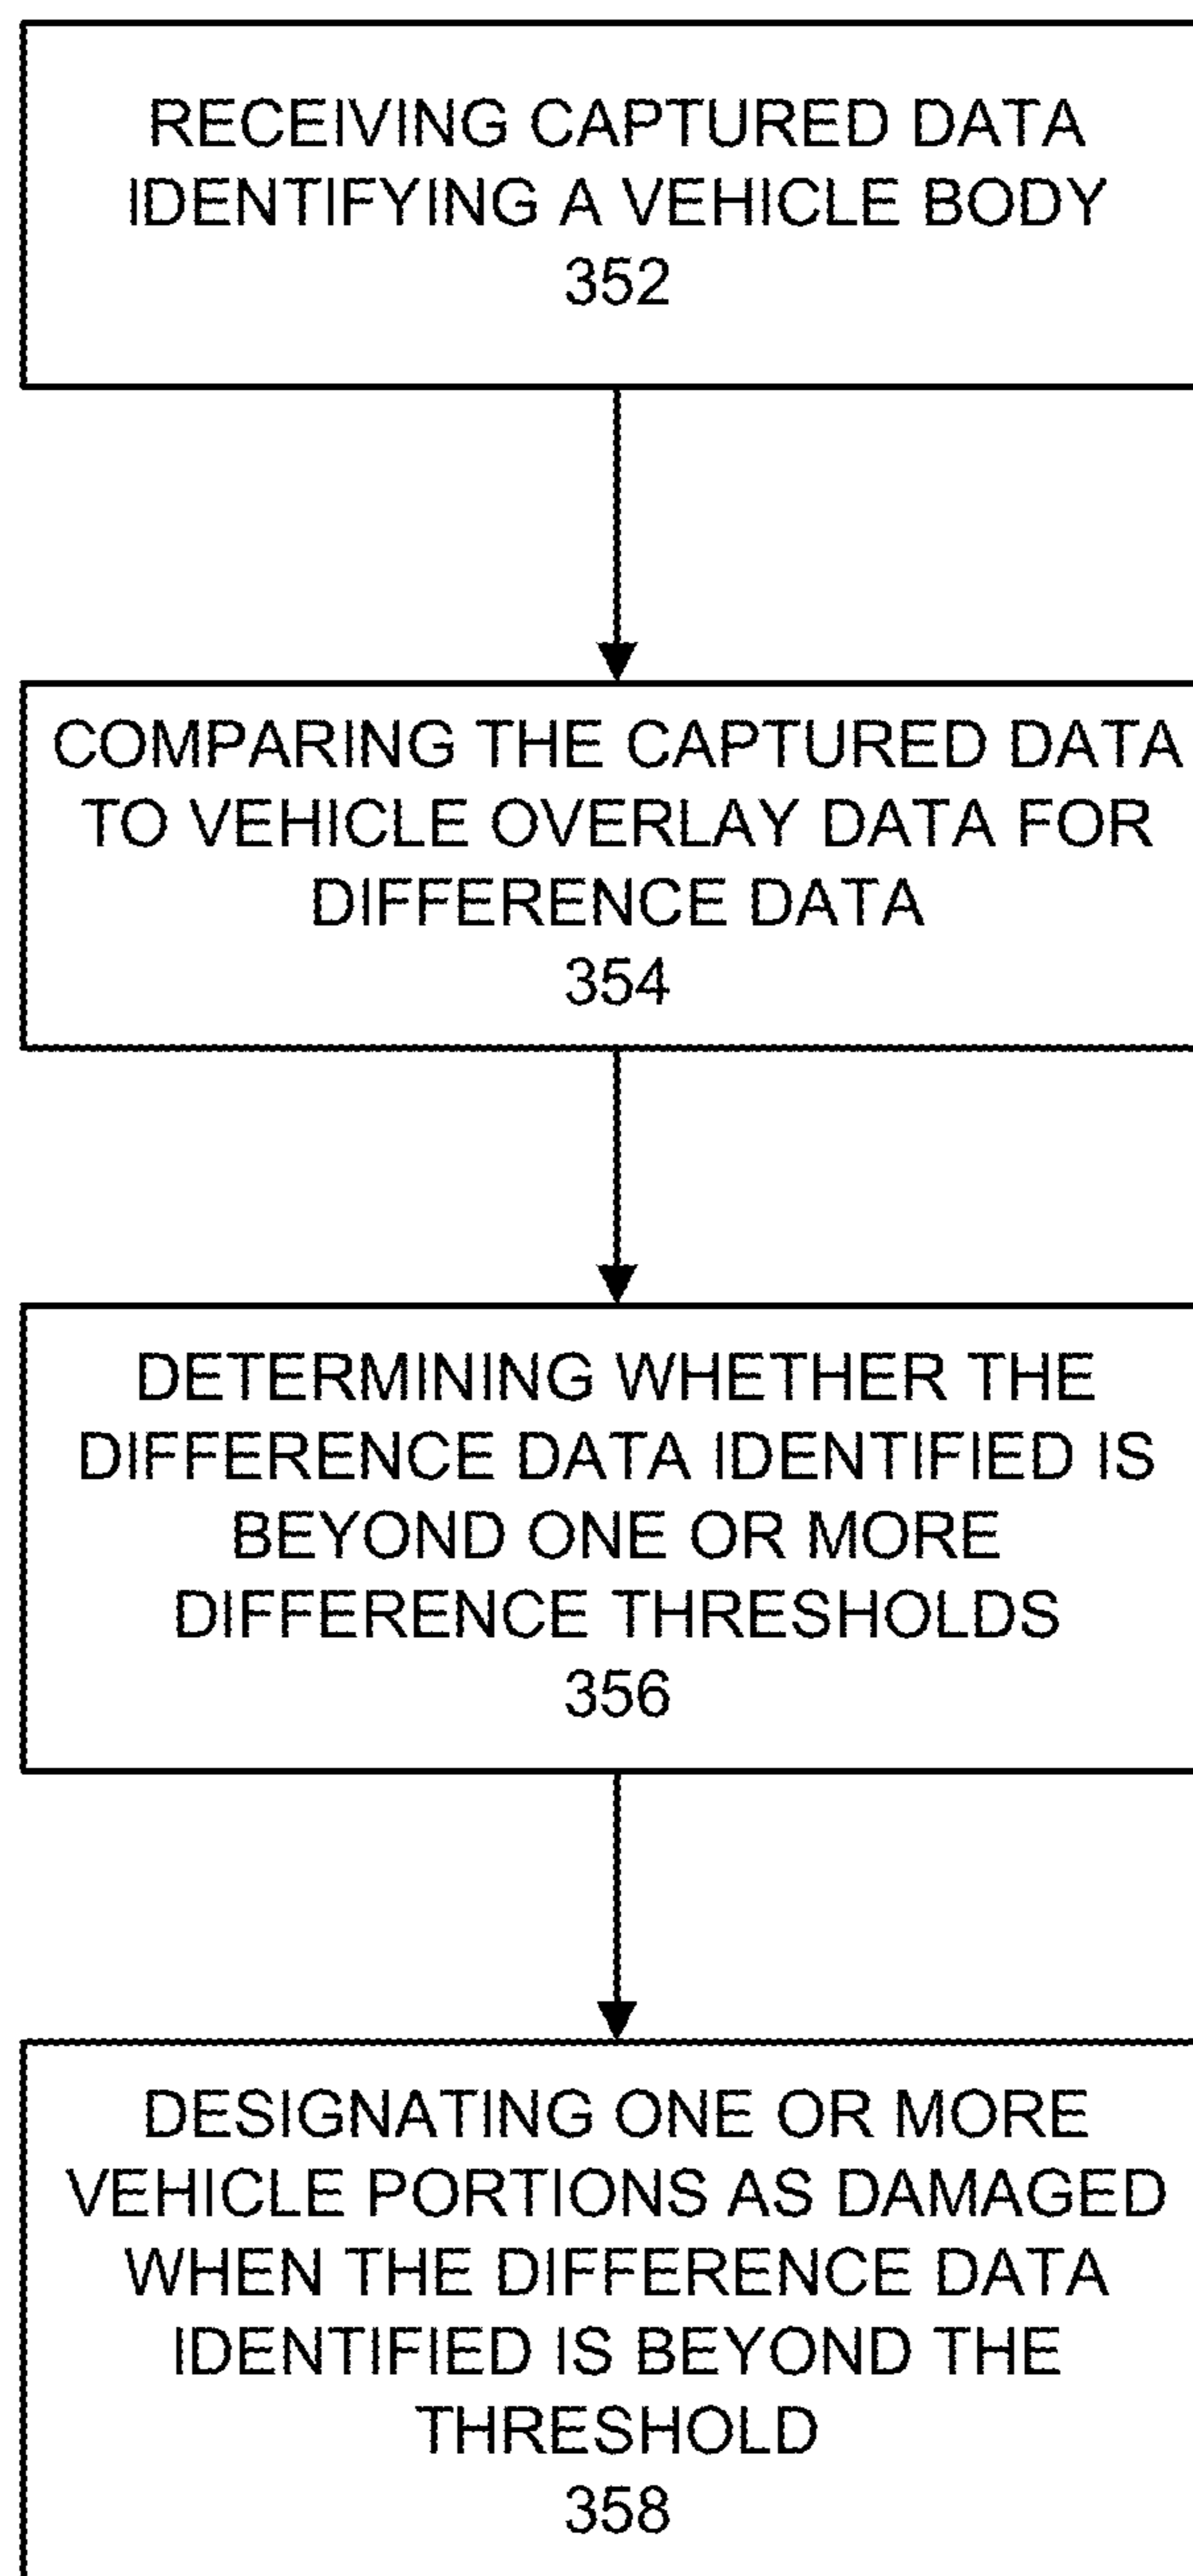 RECEIVING CAPTURED DATA
IDENTIFYING A VEHICLE BODY
352
COMPARING THE CAPTURED DATA
TO VEHICLE OVERLAY DATA FOR
DIFFERENCE DATA
354
DETERMINING WHETHER THE
DIFFERENCE DATA IDENTIFIED IS
BEYOND ONE OR MORE
DIFFERENCE THRESHOLDS
356
DESIGNATING ONE OR MORE
VEHICLE PORTIONS AS DAMAGED
WHEN THE DIFFERENCE DATA
IDENTIFIED IS BEYOND THE
THRESHOLD
358